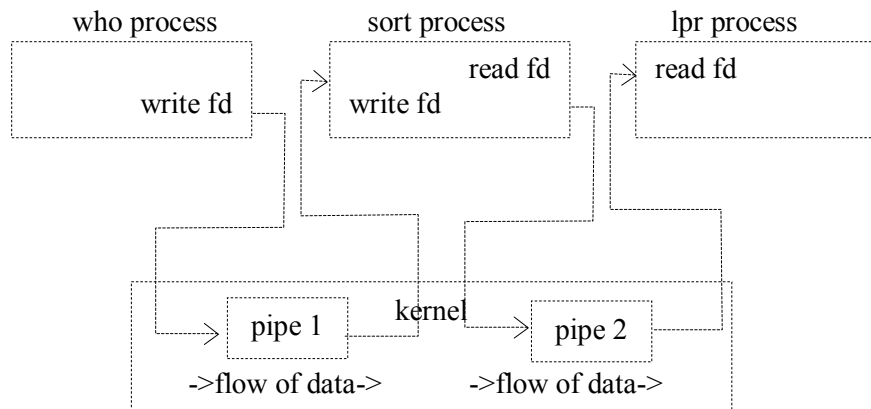 who process
sort process
lpr process
read fd
read fd
write fd
write fd
kernel
pipe 1
pipe 2
->flow of data->
->flow of data->